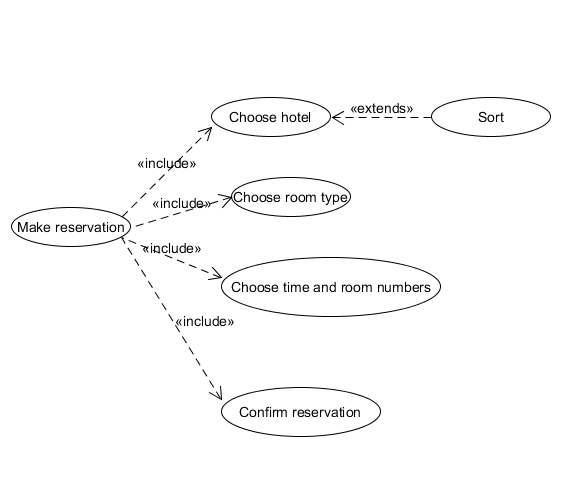 Choose hotel
«extends»
Sort
«include»
Choose room type
«include»
Make reservation
«include»
Choose time and room numbers
«include»
Confirm reservation